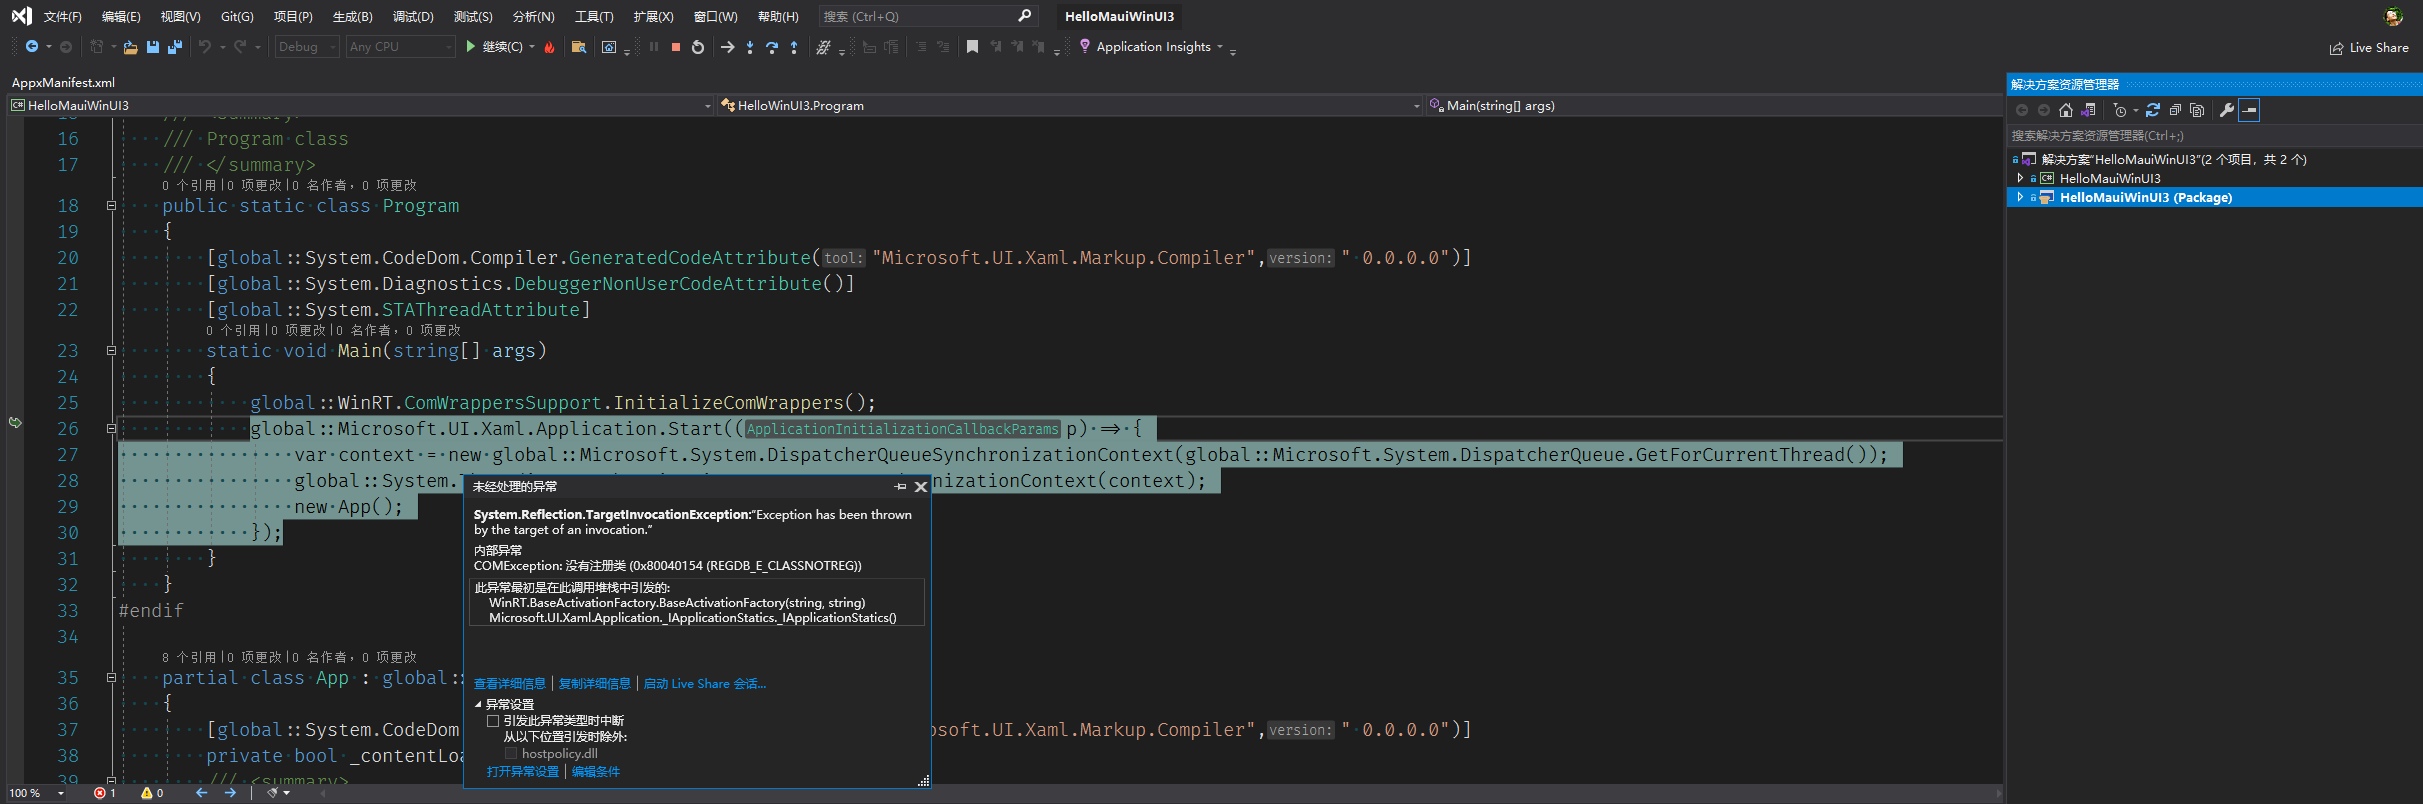 文件(F) 编辑(E) 视图(V) Git(G) 项目(P) 生成(B) 调试(D) 测试(S) 分析(N) 工具(T) 扩展(X) 窗口(W) 帮助(H) 搜索 (Ctrl+Q) HelloMauiWinUI3
Debug Any CPU 继续(C) Application Insights Live Share
AppxManifest.xml
HelloMauiWinUI3 HelloWinUI3.Program Main(string[] args)
16 /// Program class
17 /// </summary>
0 个引用|0 项更改|0 名作者，0 项更改
18 public static class Program
19 {
20 [global::System.CodeDom.Compiler.GeneratedCodeAttribute(tool: "Microsoft.UI.Xaml.Markup.Compiler",version: " 0.0.0.0")]
21 [global::System.Diagnostics.DebuggerNonUserCodeAttribute()]
22 [global::System.STAThreadAttribute]
0 个引用|0 项更改|0 名作者，0 项更改
23 static void Main(string[] args)
24 {
25 global::WinRT.ComWrappersSupport.InitializeComWrappers();
26 global::Microsoft.UI.Xaml.Application.Start((ApplicationInitializationCallbackParams p) => {
27 var context = new global::Microsoft.System.DispatcherQueueSynchronizationContext(global::Microsoft.System.DispatcherQueue.GetForCurrentThread());
28 global::System. nizationContext(context);
29 new App();
30 });
31 }
32 }
33 #endif
34
8 个引用|0 项更改|0 名作者，0 项更改
35 partial class App : global::
36 {
37 [global::System.CodeDom osoft.UI.Xaml.Markup.Compiler",version: " 0.0.0.0")]
38 private bool _contentLoa
39 /// <summary>
未经处理的异常
System.Reflection.TargetInvocationException:“Exception has been thrown
by the target of an invocation.”
内部异常
COMException: 没有注册类 (0x80040154 (REGDB_E_CLASSNOTREG))
此异常最初是在此调用堆栈中引发的:
WinRT.BaseActivationFactory.BaseActivationFactory(string, string)
Microsoft.UI.Xaml.Application._IApplicationStatics._IApplicationStatics()
查看详细信息 | 复制详细信息 | 启动 Live Share 会话...
异常设置
引发此异常类型时中断
从以下位置引发时除外:
hostpolicy.dll
打开异常设置 | 编辑条件
100 % 1 0
解决方案资源管理器
搜索解决方案资源管理器(Ctrl+;)
解决方案"HelloMauiWinUI3"(2 个项目，共 2 个)
HelloMauiWinUI3
HelloMauiWinUI3 (Package)